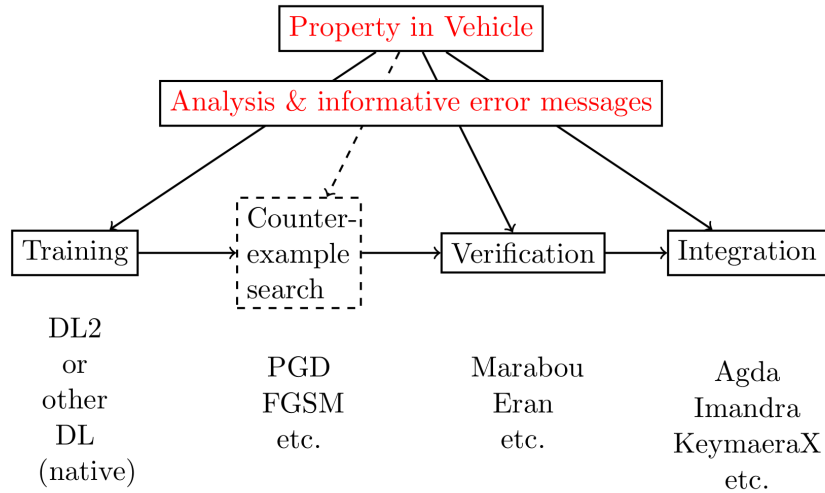 Property in Vehicle
Analysis & informative error messages
Training
Counter-
example
search
Verification
Integration
DL2
or
other
DL
(native)
PGD
FGSM
etc.
Marabou
Eran
etc.
Agda
Imandra
KeymaeraX
etc.